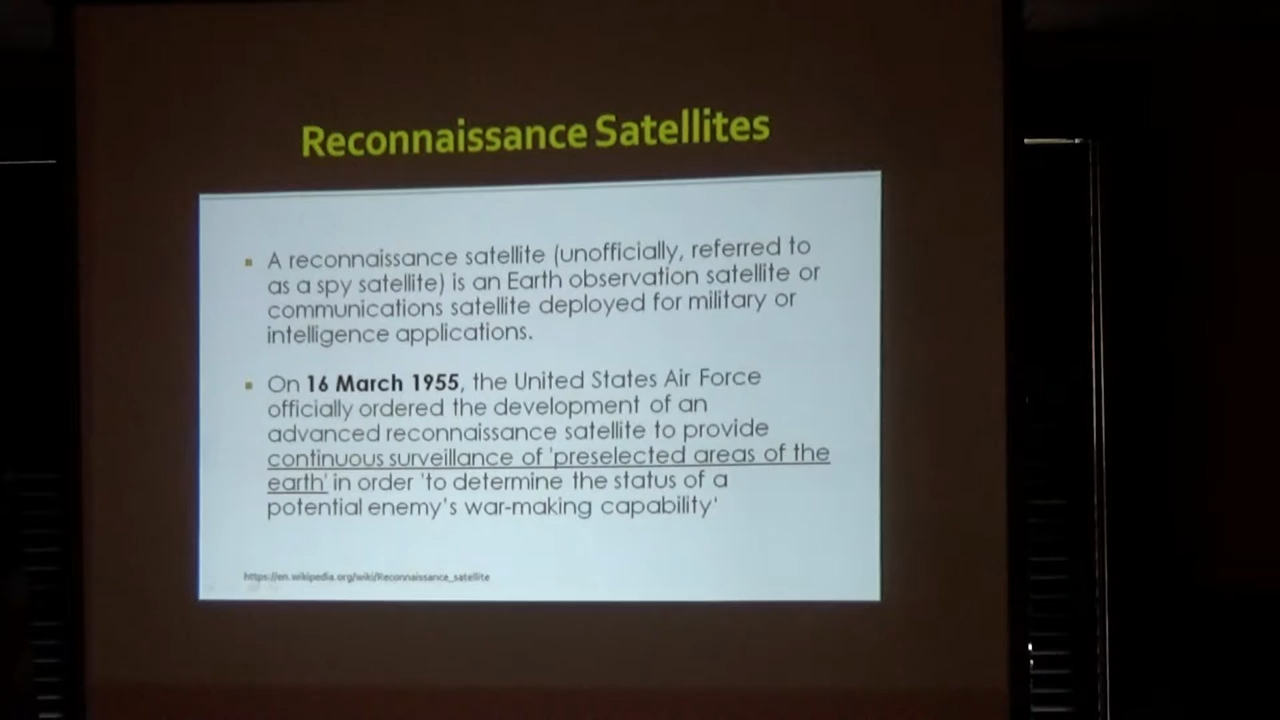 Reconnaissance Satellites
▪ A reconnaissance satellite (unofficially, referred to
as a spy satellite) is an Earth observation satellite or
communications satellite deployed for military or
intelligence applications.
▪ On 16 March 1955, the United States Air Force
officially ordered the development of an
advanced reconnaissance satellite to provide
continuous surveillance of 'preselected areas of the
earth' in order 'to determine the status of a
potential enemy's war-making capability'
https://en.wikipedia.org/wiki/Reconnaissance_satellite